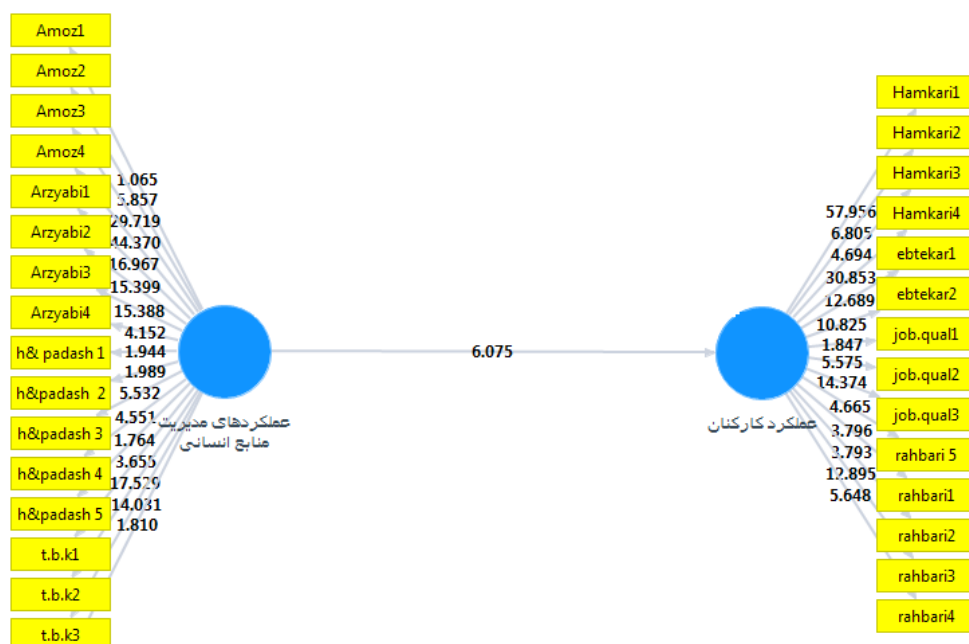 Amoz1
Amoz2
Amoz3
Amoz4
Arzyabi1
Arzyabi2
Arzyabi3
Arzyabi4
h& padash 1
h&padash 2
h&padash 3
h&padash 4
h&padash 5
t.b.k1
t.b.k2
t.b.k3
1.065
5.857
29.719
44.370
16.967
15.399
15.388
4.152
1.944
1.989
5.532
4.551
1.764
3.655
17.529
14.031
1.810
عملکردهای مدیریت
منابع انسانی
6.075
عملکرد کارکنان
57.956
6.805
4.694
30.853
12.689
10.825
1.847
5.575
14.374
4.665
3.796
3.793
12.895
5.648
Hamkari1
Hamkari2
Hamkari3
Hamkari4
ebtekar1
ebtekar2
job.qual1
job.qual2
job.qual3
rahbari 5
rahbari1
rahbari2
rahbari3
rahbari4